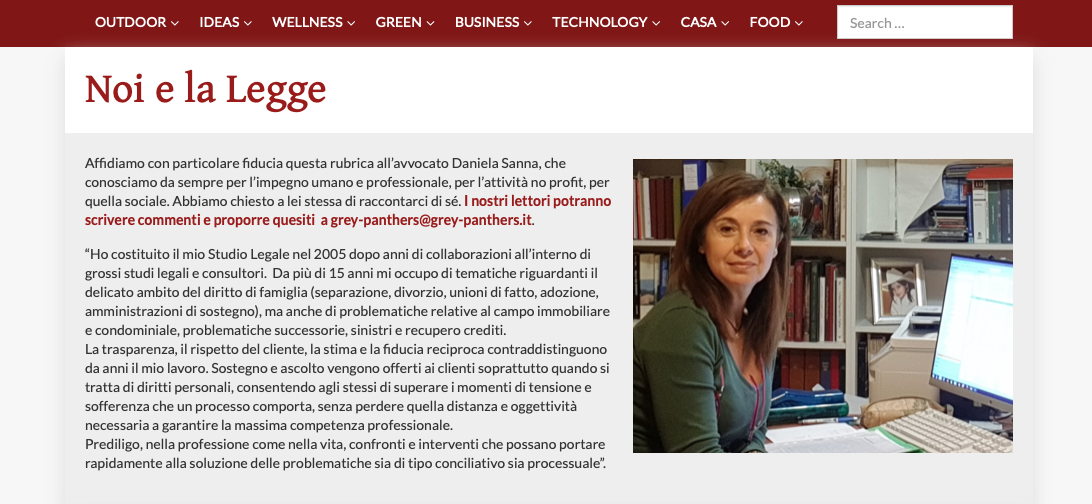 OUTDOOR IDEAS WELLNESS GREEN BUSINESS TECHNOLOGY CASA FOOD Search ...
Noi e la Legge
Affidiamo con particolare fiducia questa rubrica all’avvocato Daniela Sanna, che
conosciamo da sempre per l’impegno umano e professionale, per l’attività no profit, per
quella sociale. Abbiamo chiesto a lei stessa di raccontarci di sé. I nostri lettori potranno
scrivere commenti e proporre quesiti a grey-panthers@grey-panthers.it.
“Ho costituito il mio Studio Legale nel 2005 dopo anni di collaborazioni all’interno di
grossi studi legali e consultori. Da più di 15 anni mi occupo di tematiche riguardanti il
delicato ambito del diritto di famiglia (separazione, divorzio, unioni di fatto, adozione,
amministrazioni di sostegno), ma anche di problematiche relative al campo immobiliare
e condominiale, problematiche successorie, sinistri e recupero crediti.
La trasparenza, il rispetto del cliente, la stima e la fiducia reciproca contraddistinguono
da anni il mio lavoro. Sostegno e ascolto vengono offerti ai clienti soprattutto quando si
tratta di diritti personali, consentendo agli stessi di superare i momenti di tensione e
sofferenza che un processo comporta, senza perdere quella distanza e oggettività
necessaria a garantire la massima competenza professionale.
Prediligo, nella professione come nella vita, confronti e interventi che possano portare
rapidamente alla soluzione delle problematiche sia di tipo conciliativo sia processuale”.